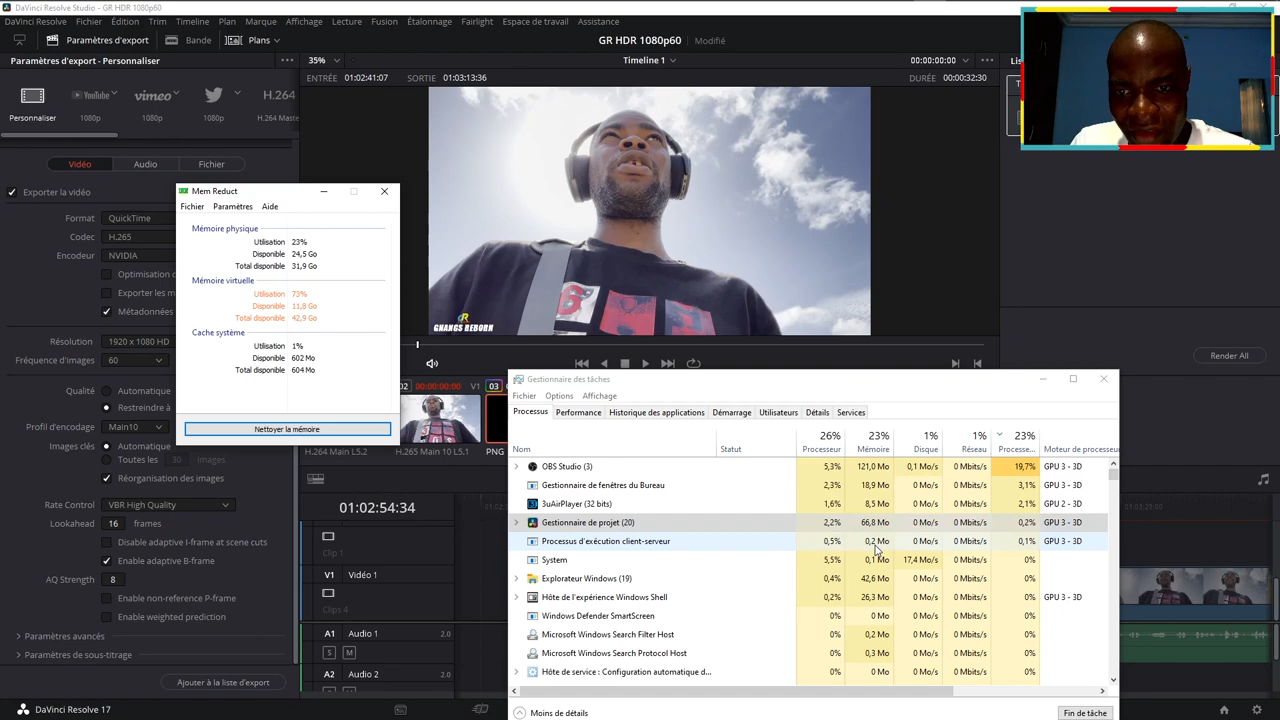 DaVinci Resolve Studio - GR HDR 1080p60
DaVinci Resolve Fichier Édition Trim Timeline Plan Marque Affichage Lecture Fusion Étalonnage Fairlight Espace de travail Assistance
Paramètres d'export Bande Plans GR HDR 1080p60 Modifié
Paramètres d'export - Personnaliser 35% Timeline 1 00:00:00:00
ENTRÉE 01:02:41:07 SORTIE 01:03:13:36 DURÉE 00:00:32:30
YouTube vimeo H.264
Personnaliser 1080p 1080p 1080p H.264 Master
Vidéo Audio Fichier
Exporter la vidéo
Format QuickTime
Codec H.265
Encodeur NVIDIA
Optimisation
Exporter les m
Métadonnées
Résolution 1920 x 1080 HD
Fréquence d'images 60
Qualité Automatique
Restreindre à
Profil d'encodage Main10
Images clés Automatique
Toutes les 30 images
Réorganisation des images
Rate Control VBR High Quality
Lookahead 16 frames
Disable adaptive I-frame at scene cuts
Enable adaptive B-frame
AQ Strength 8
Enable non-reference P-frame
Enable weighted prediction
Paramètres avancés
Paramètres de sous-titrage
Ajouter à la liste d'export
DaVinci Resolve 17
Mem Reduct
Fichier Paramètres Aide
Mémoire physique
Utilisation 23%
Disponible 24,5 Go
Total disponible 31,9 Go
Mémoire virtuelle
Utilisation 73%
Disponible 11,8 Go
Total disponible 42,9 Go
Cache système
Utilisation 1%
Disponible 602 Mo
Total disponible 604 Mo
Nettoyer la mémoire
GNANGS REBORN
Render All
02 00:00:00:00 V1 03
H.264 Main L5.1 H.265 Main 10 L5.1 PNG
01:02:54:34
Clip 1
V1 Vidéo 1
Clips 4
A1 Audio 1 2.0
S M
A2 Audio 2 2.0
Gestionnaire des tâches
Fichier Options Affichage
Processus Performance Historique des applications Démarrage Utilisateurs Détails Services
26% 23% 1% 1% 23%
Nom Statut Processeur Mémoire Disque Réseau Processe... Moteur de processeur
OBS Studio (3) 5,3% 121,0 Mo 0,1 Mo/s 0 Mbits/s 19,7% GPU 3 - 3D
Gestionnaire de fenêtres du Bureau 2,3% 18,9 Mo 0 Mo/s 0 Mbits/s 3,1% GPU 3 - 3D
3uAirPlayer (32 bits) 1,6% 8,5 Mo 0 Mo/s 0 Mbits/s 2,1% GPU 2 - 3D
Gestionnaire de projet (20) 2,2% 66,8 Mo 0 Mo/s 0 Mbits/s 0,2% GPU 3 - 3D
Processus d'exécution client-serveur 0,5% 0,2 Mo 0 Mo/s 0 Mbits/s 0,1% GPU 3 - 3D
System 5,5% 0,1 Mo 17,4 Mo/s 0 Mbits/s 0%
Explorateur Windows (19) 0,4% 42,6 Mo 0 Mo/s 0 Mbits/s 0%
Hôte de l'expérience Windows Shell 0,2% 26,3 Mo 0 Mo/s 0 Mbits/s 0% GPU 3 - 3D
Windows Defender SmartScreen 0% 0 Mo 0 Mo/s 0 Mbits/s 0%
Microsoft Windows Search Filter Host 0% 0,2 Mo 0 Mo/s 0 Mbits/s 0%
Microsoft Windows Search Protocol Host 0% 0,3 Mo 0 Mo/s 0 Mbits/s 0%
Hôte de service : Configuration automatique d... 0% 0 Mo 0 Mo/s 0 Mbits/s 0%
Moins de détails Fin de tâche